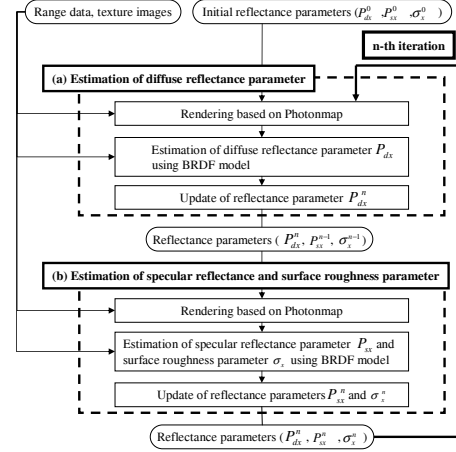 Range data, texture images
Initial reflectance parameters (P⁰dx ,P⁰sx ,σ⁰x )
n-th iteration
(a) Estimation of diffuse reflectance parameter
Rendering based on Photonmap
Estimation of diffuse reflectance parameter Pdx
using BRDF model
Update of reflectance parameter Pⁿdx
Reflectance parameters ( Pⁿdx , Pⁿ⁻¹sx , σⁿ⁻¹x )
(b) Estimation of specular reflectance and surface roughness parameter
Rendering based on Photonmap
Estimation of specular reflectance parameter Psx and
surface roughness parameter σx using BRDF model
Update of reflectance parameters Pⁿsx and σⁿx
Reflectance parameters ( Pⁿdx , Pⁿsx , σⁿx )